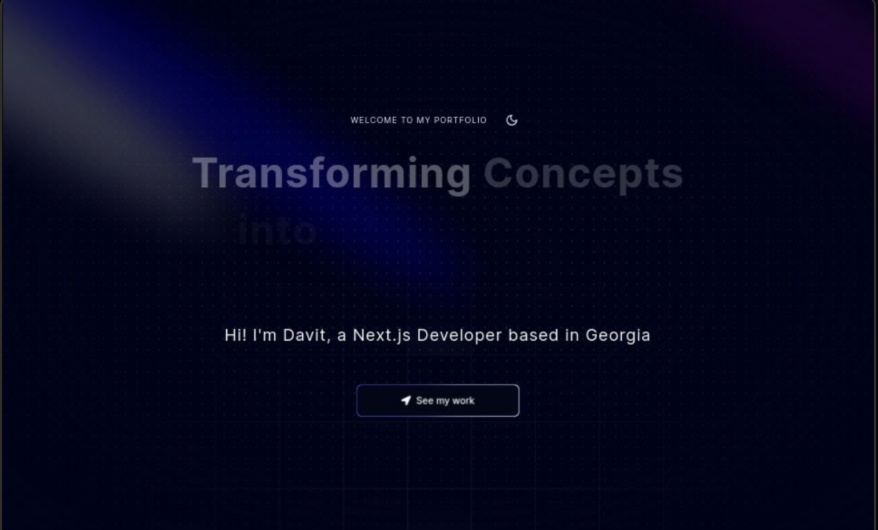 WELCOME TO MY PORTFOLIO
Transforming Concepts
into
Hi! I'm Davit, a Next.js Developer based in Georgia
See my work